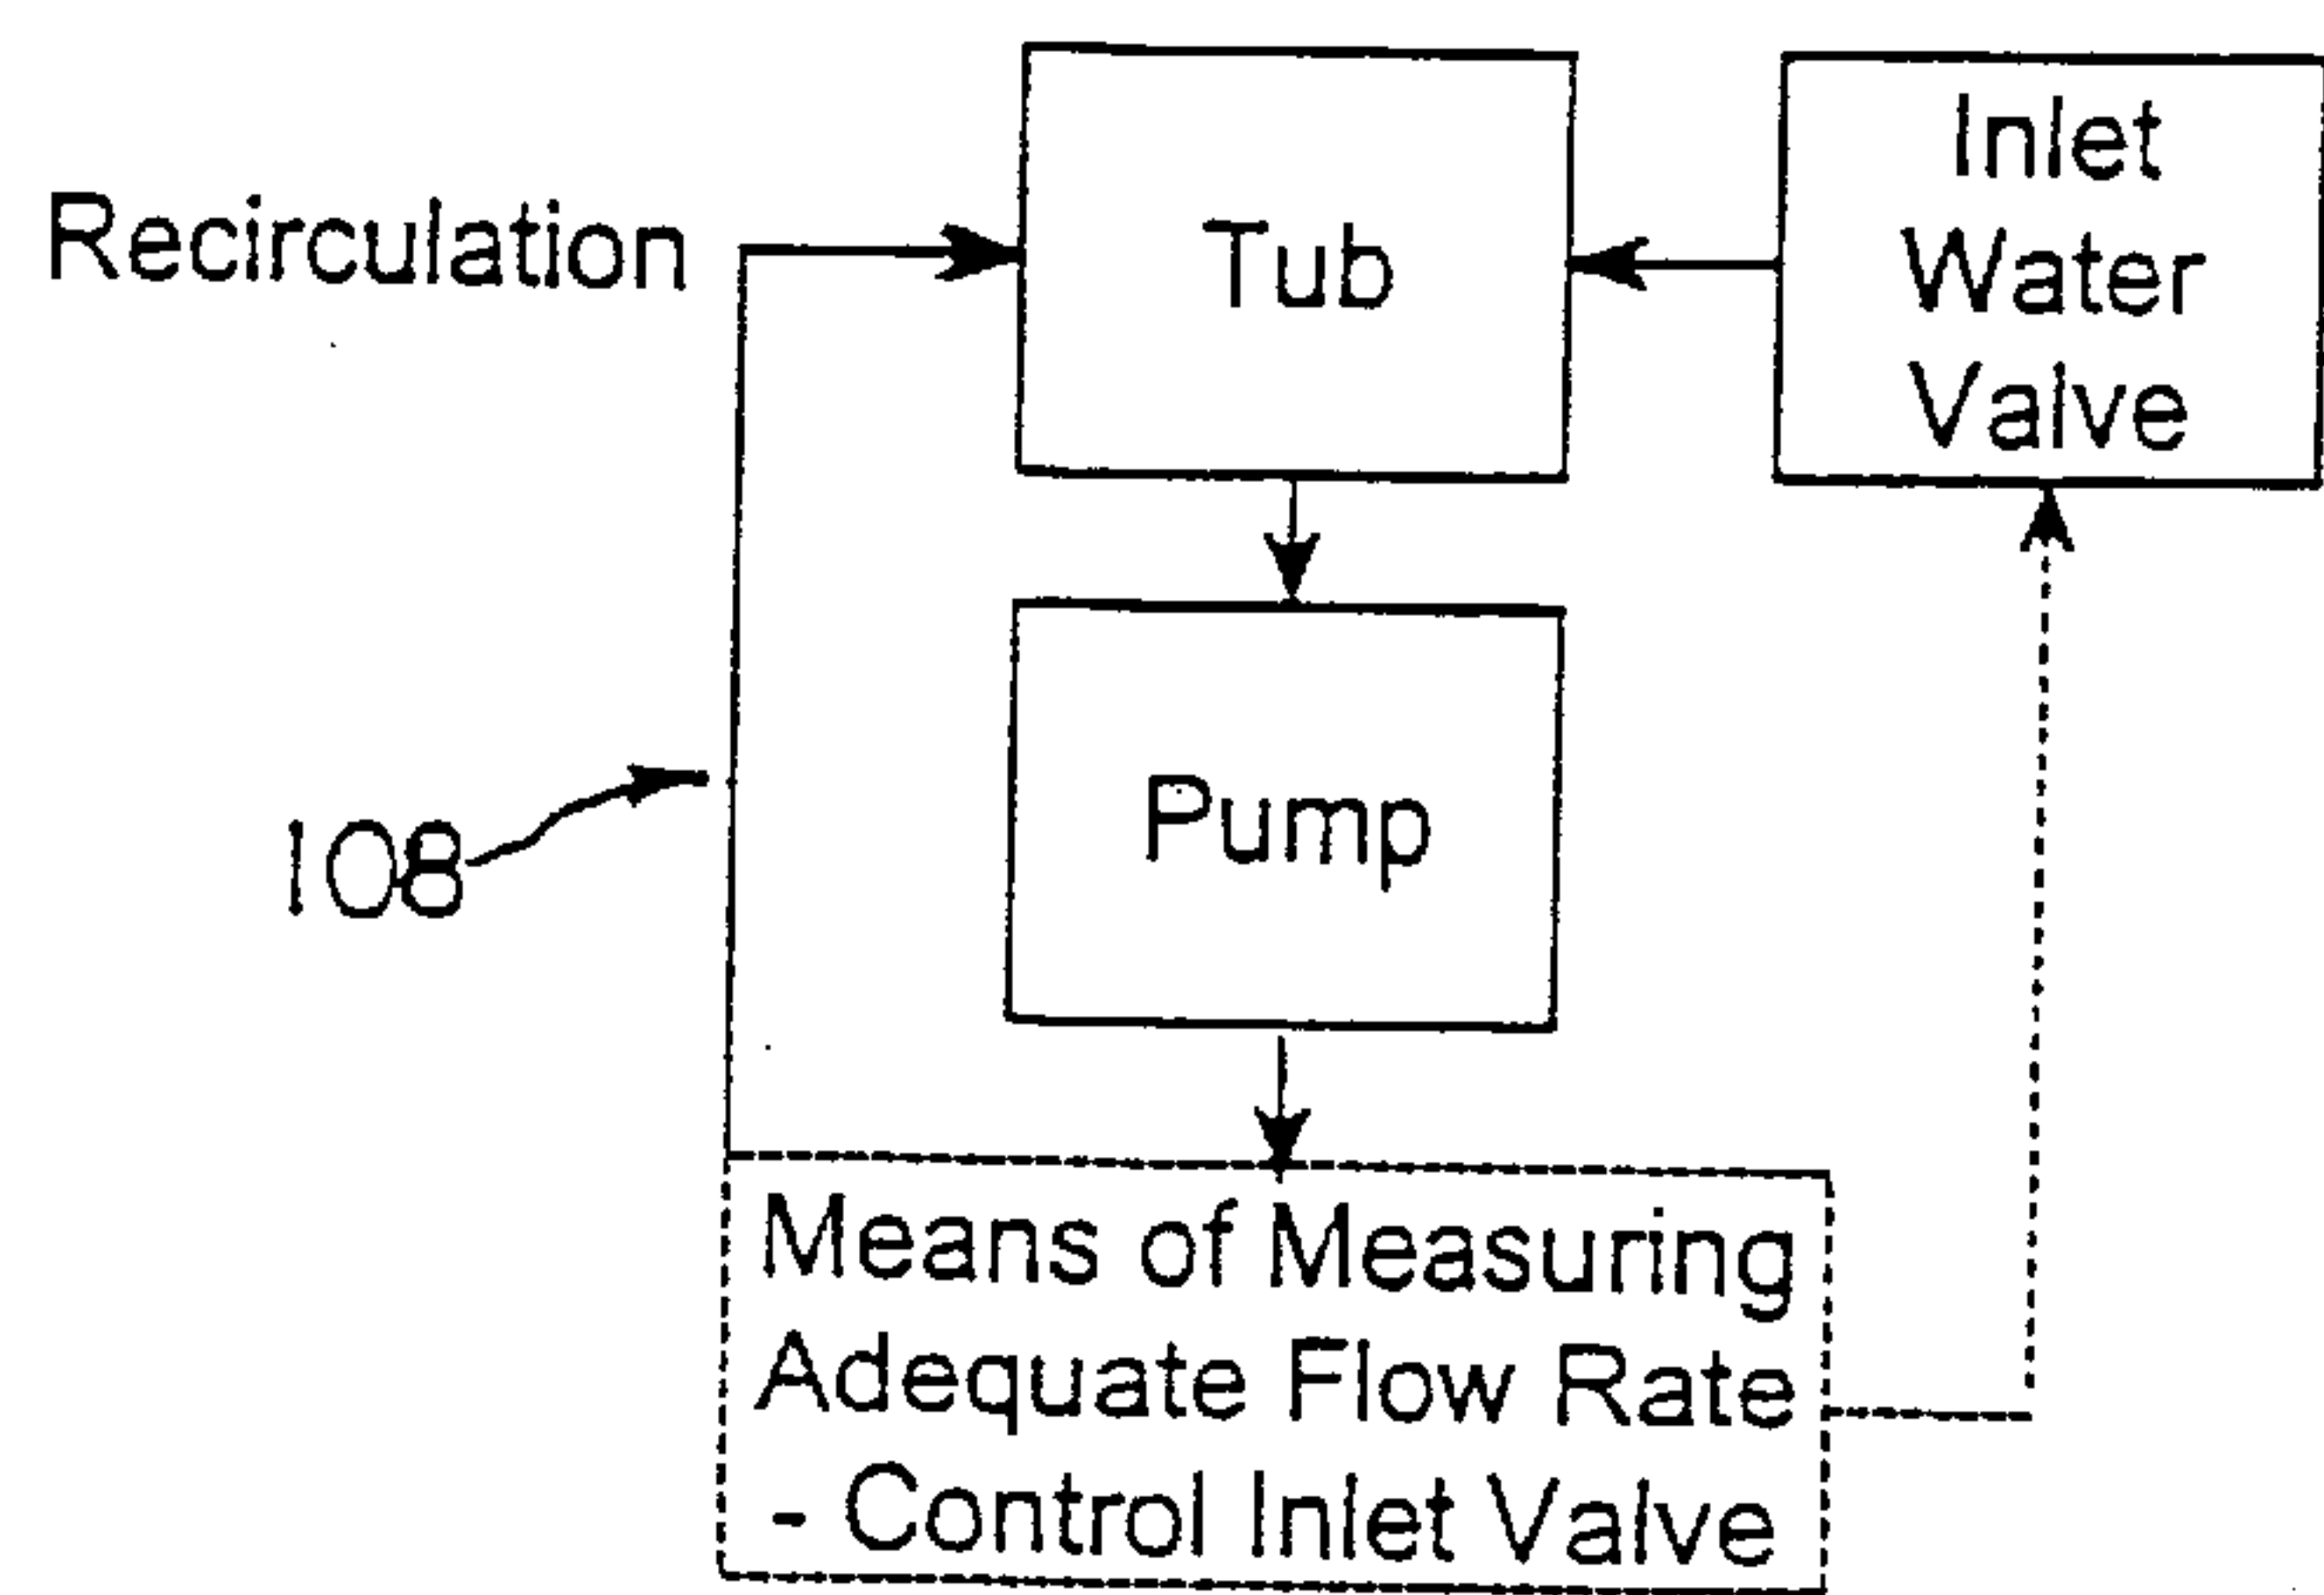 Recirculation
Tub
Inlet
Water
Valve
Pump
108
Means of Measuring
Adequate Flow Rate
- Control Inlet Valve